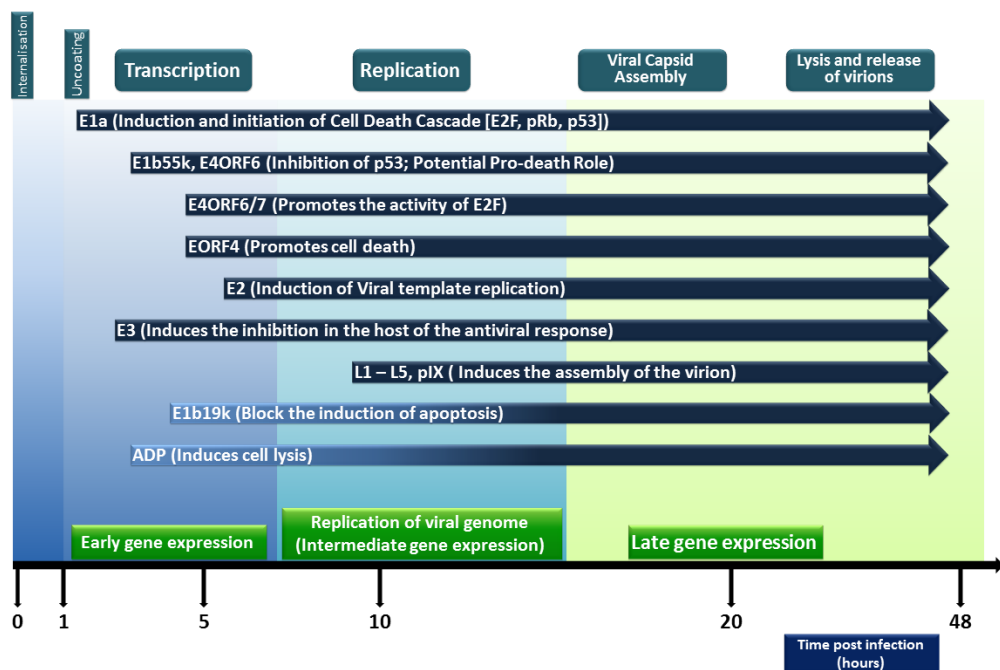 Internalisation
Uncoating
Transcription
Replication
Viral Capsid
Assembly
Lysis and release
of virions
E1a (Induction and initiation of Cell Death Cascade [E2F, pRb, p53])
E1b55k, E4ORF6 (Inhibition of p53; Potential Pro-death Role)
E4ORF6/7 (Promotes the activity of E2F)
EORF4 (Promotes cell death)
E2 (Induction of Viral template replication)
E3 (Induces the inhibition in the host of the antiviral response)
L1 – L5, pIX ( Induces the assembly of the virion)
E1b19k (Block the induction of apoptosis)
ADP (Induces cell lysis)
Early gene expression
Replication of viral genome
(Intermediate gene expression)
Late gene expression
0 1 5 10 20 48
Time post infection
(hours)